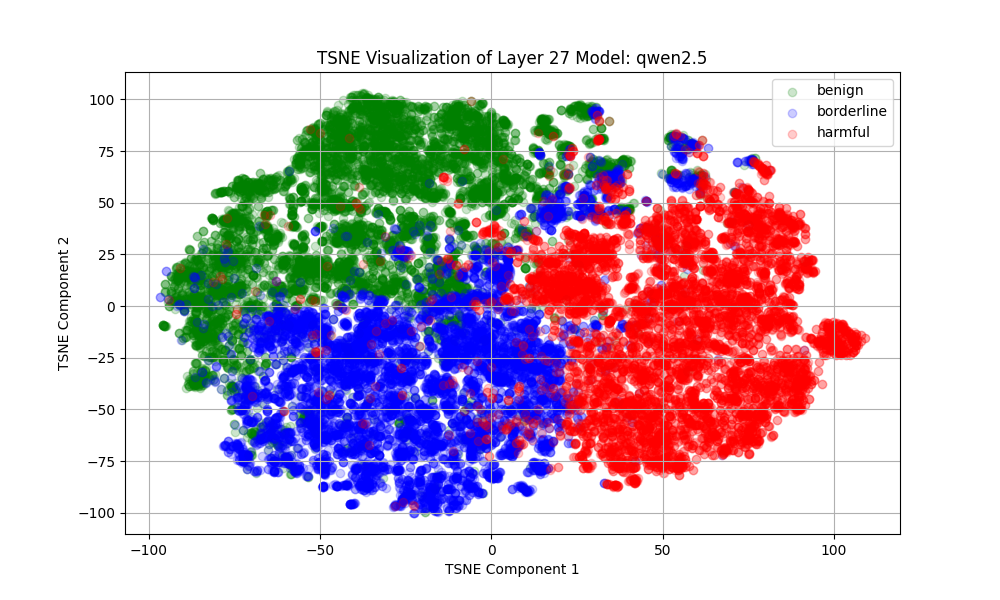 TSNE Visualization of Layer 27 Model: qwen2.5
benign
borderline
harmful
TSNE Component 2
100
75
50
25
0
−25
−50
−75
−100
−100
−50
0
50
100
TSNE Component 1